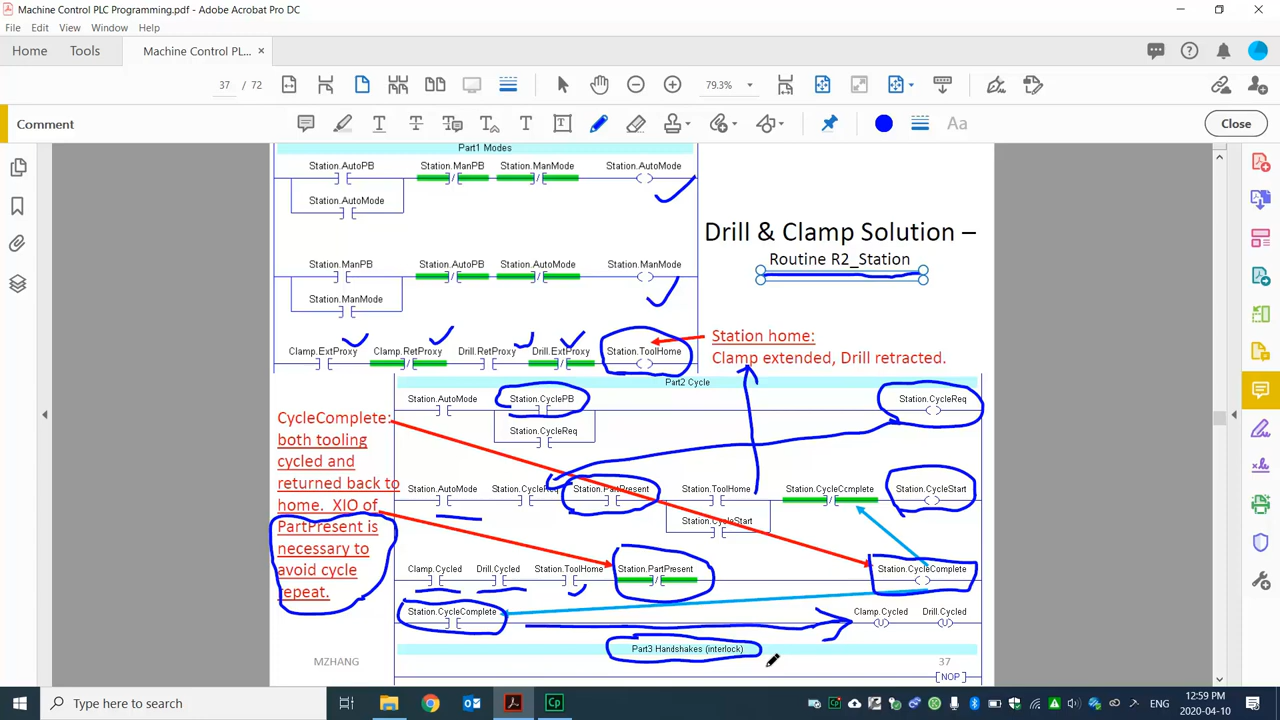 Machine Control PLC Programming.pdf - Adobe Acrobat Pro DC
File Edit View Window Help
Home Tools Machine Control PL... ×
37 / 72 79.3%
Comment Close
Part1 Modes
Station.AutoPB Station.ManPB Station.ManMode Station.AutoMode
Station.AutoMode
Drill & Clamp Solution –
Routine R2_Station
Station.ManPB Station.AutoPB Station.AutoMode Station.ManMode
Station.ManMode
Station home:
Clamp extended, Drill retracted.
Clamp.ExtProxy Clamp.RetProxy Drill.RetProxy Drill.ExtProxy Station.ToolHome
Part2 Cycle
Station.AutoMode Station.CyclePB Station.CycleReq
Station.CycleReq
CycleComplete:
both tooling
cycled and
returned back to
home. XIO of
PartPresent is
necessary to
avoid cycle
repeat.
Station.AutoMode Station.CycleReq Station.PartPresent Station.ToolHome Station.CycleComplete Station.CycleStart
Station.CycleStart
Clamp.Cycled Drill.Cycled Station.ToolHome Station.PartPresent Station.CycleComplete
Station.CycleComplete Clamp.Cycled Drill.Cycled
U U
Part3 Handshakes (interlock)
MZHANG 37
NOP
Type here to search
12:59 PM
ENG
2020-04-10